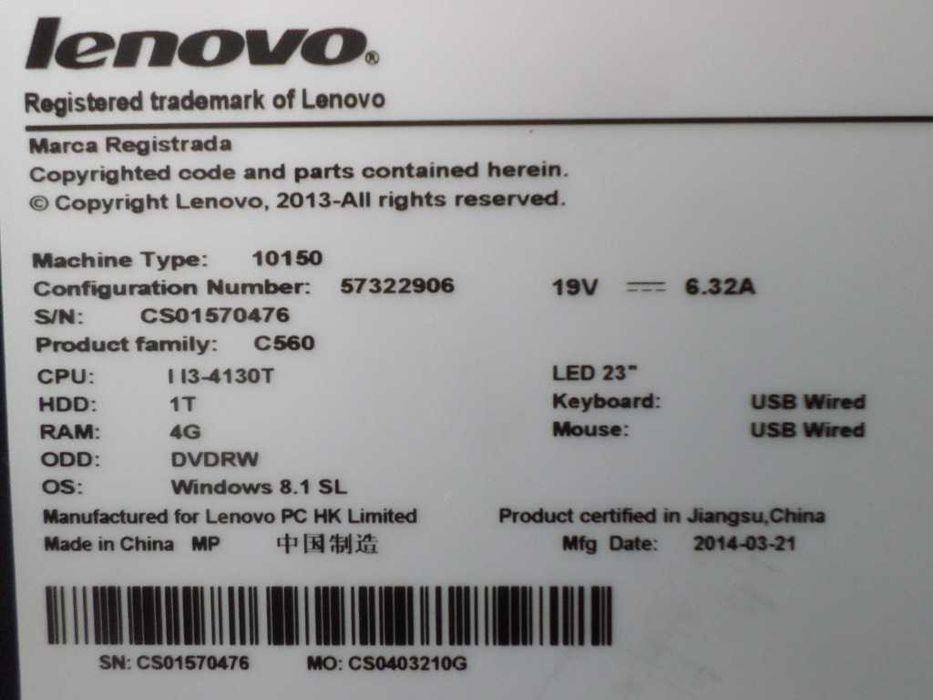 lenovo®
Registered trademark of Lenovo
Marca Registrada
Copyrighted code and parts contained herein.
© Copyright Lenovo, 2013-All rights reserved.
Machine Type: 10150
Configuration Number: 57322906 19V ⎓ 6.32A
S/N: CS01570476
Product family: C560
CPU: I I3-4130T LED 23"
HDD: 1T Keyboard: USB Wired
RAM: 4G Mouse: USB Wired
ODD: DVDRW
OS: Windows 8.1 SL
Manufactured for Lenovo PC HK Limited Product certified in Jiangsu,China
Made in China MP 中国制造 Mfg Date: 2014-03-21
SN: CS01570476 MO: CS0403210G